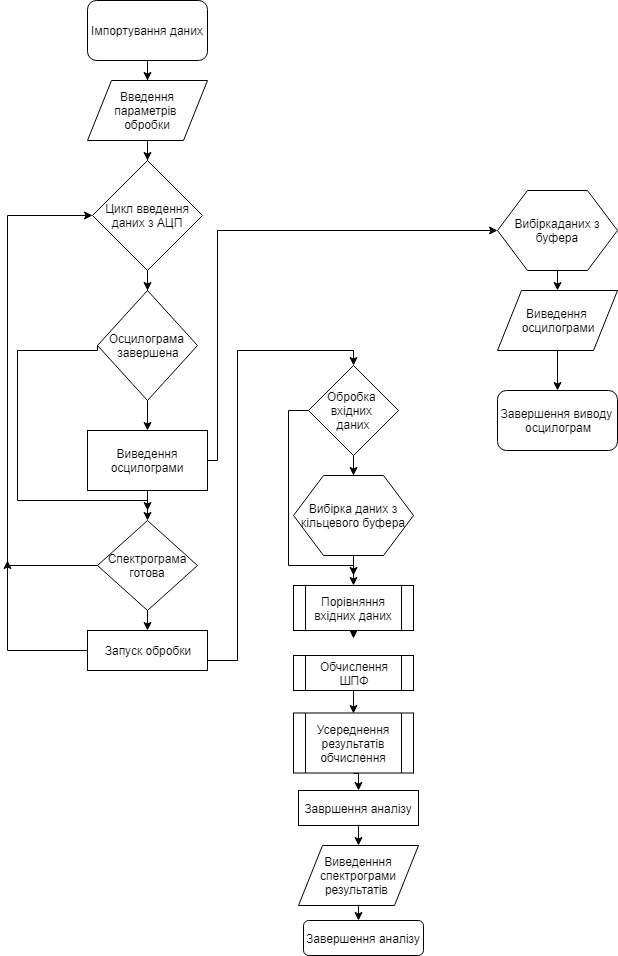 Імпортування даних
Введення
параметрів
обробки
Цикл введення
даних з АЦП
Осцилограма
завершена
Виведення
осцилограми
Спектрограма
готова
Запуск обробки
Обробка
вхідних
даних
Вибірка даних з
кільцевого буфера
Порівняння
вхідних даних
Обчислення
ШПФ
Усереднення
результатів
обчислення
Завршення аналізу
Виведенння
спектрограми
результатів
Завершення аналізу
Вибіркаданих з
буфера
Виведення
осцилограми
Завершення виводу
осцилограм